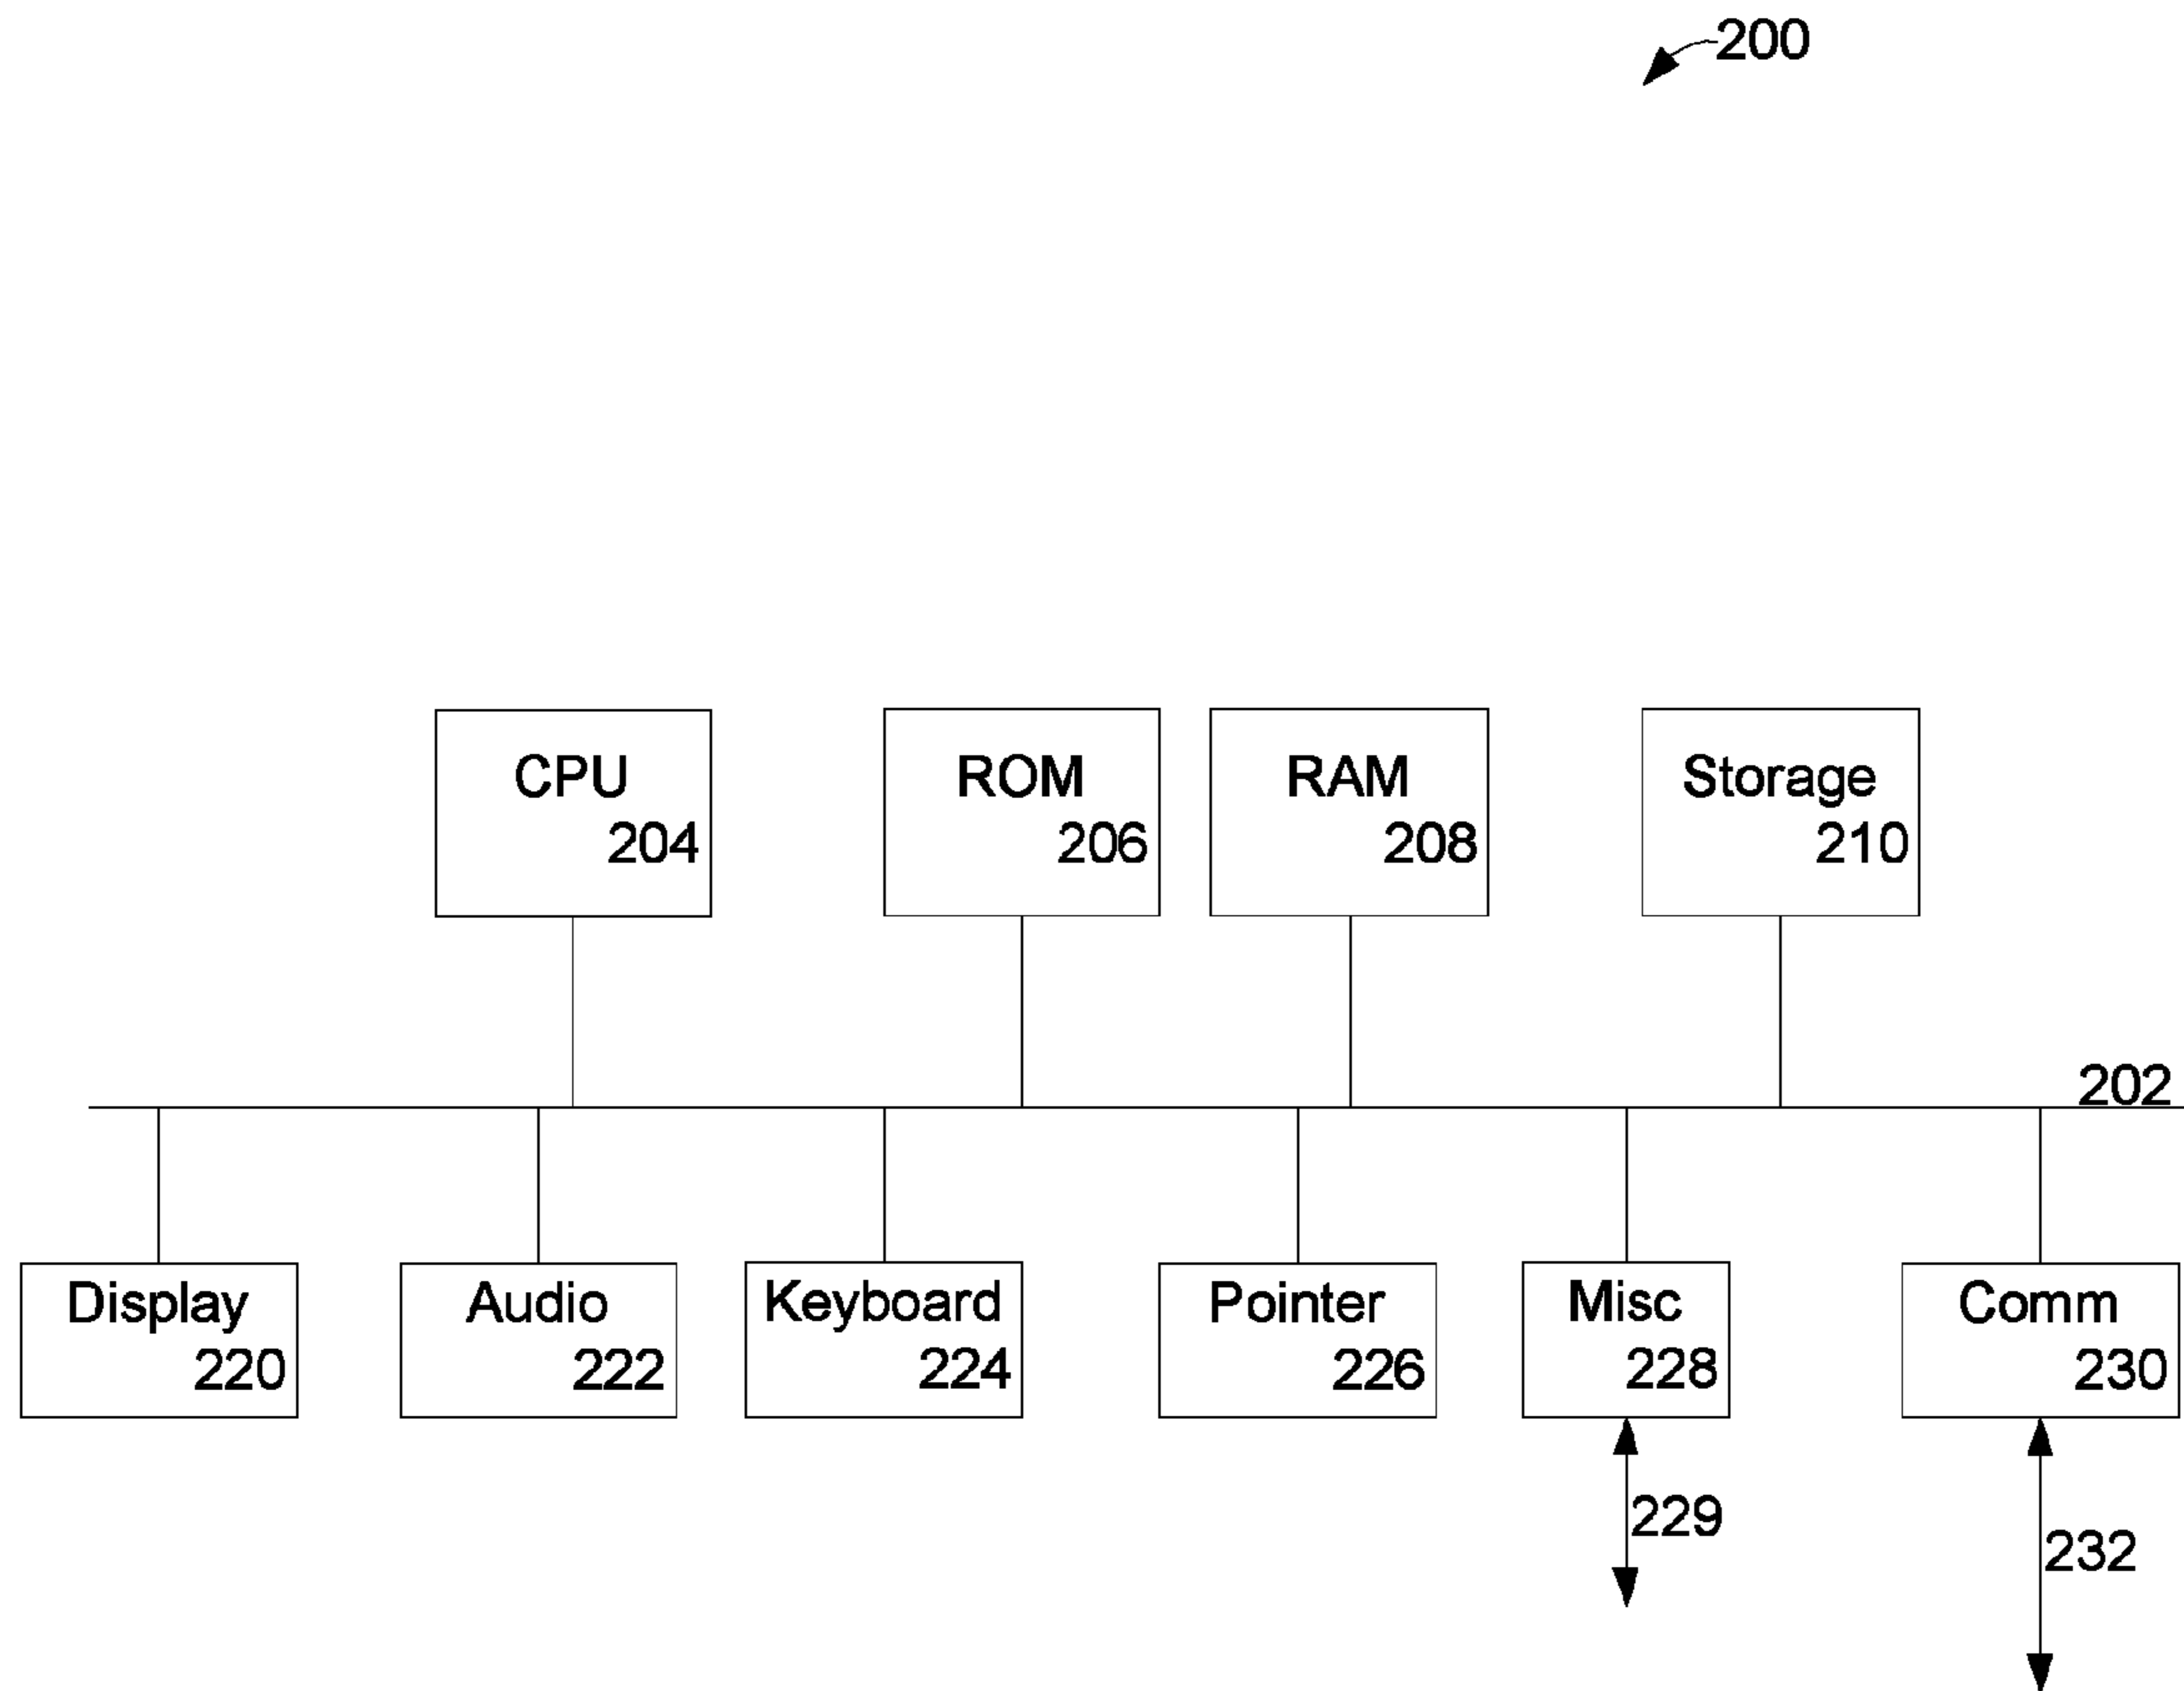 200
CPU
204
ROM
206
RAM
208
Storage
210
202
Display
220
Audio
222
Keyboard
224
Pointer
226
Misc
228
Comm
230
229
232